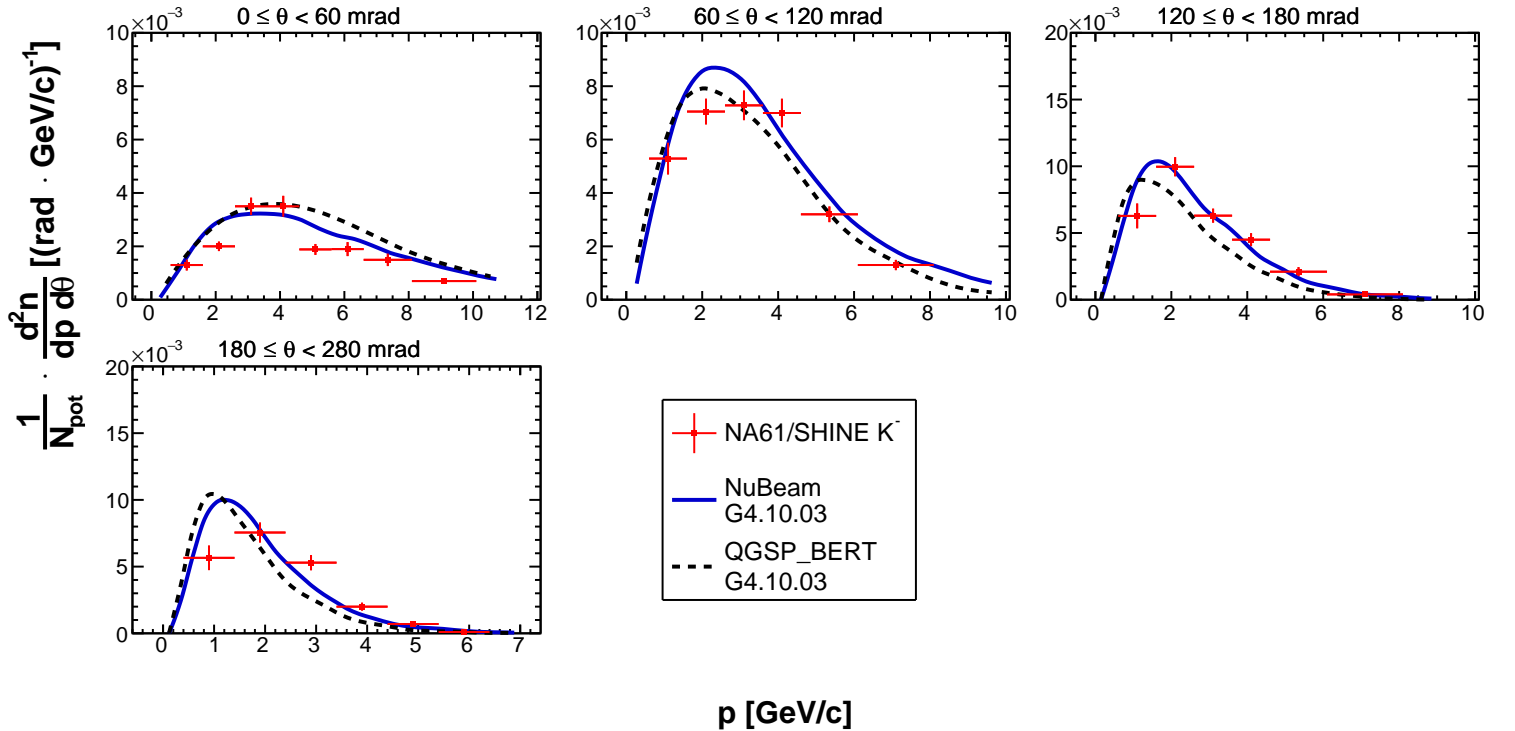 0 ≤ θ < 60 mrad
×10⁻³
10
8
6
4
2
0
0 2 4 6 8 10 12
60 ≤ θ < 120 mrad
×10⁻³
10
8
6
4
2
0
0 2 4 6 8 10
120 ≤ θ < 180 mrad
×10⁻³
20
15
10
5
0
0 2 4 6 8 10
180 ≤ θ < 280 mrad
×10⁻³
20
15
10
5
0
0 1 2 3 4 5 6 7
1/N_pot · d²n/dp dθ [(rad · GeV/c)⁻¹]
NA61/SHINE K⁻
NuBeam
G4.10.03
QGSP_BERT
G4.10.03
p [GeV/c]